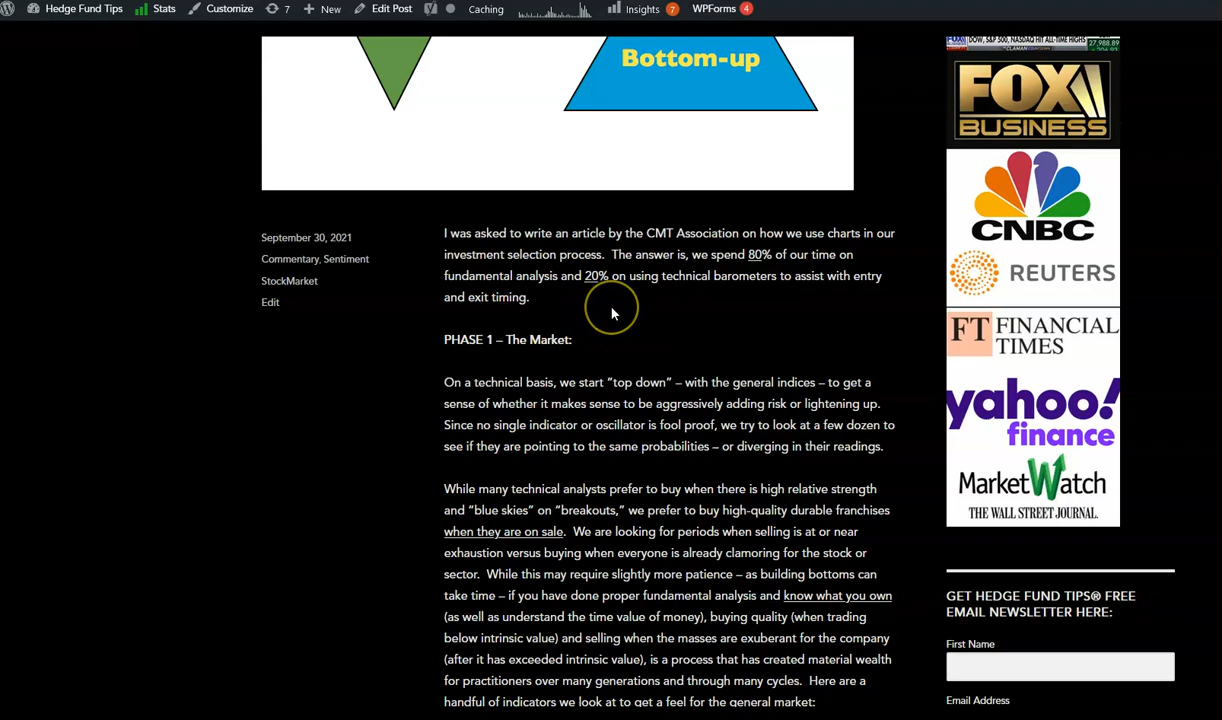 Hedge Fund Tips Stats Customize 7 New Edit Post Caching Insights 7 WPForms 4
Bottom-up
DOW, S&P 500, NASDAQ HIT ALL-TIME HIGHS
27,988.89
FOX
BUSINESS
CNBC
REUTERS
FT FINANCIAL
TIMES
yahoo!
finance
MarketWatch
THE WALL STREET JOURNAL.
September 30, 2021
Commentary, Sentiment
StockMarket
Edit
I was asked to write an article by the CMT Association on how we use charts in our
investment selection process. The answer is, we spend 80% of our time on
fundamental analysis and 20% on using technical barometers to assist with entry
and exit timing.
PHASE 1 – The Market:
On a technical basis, we start “top down” – with the general indices – to get a
sense of whether it makes sense to be aggressively adding risk or lightening up.
Since no single indicator or oscillator is fool proof, we try to look at a few dozen to
see if they are pointing to the same probabilities – or diverging in their readings.
While many technical analysts prefer to buy when there is high relative strength
and “blue skies” on “breakouts,” we prefer to buy high-quality durable franchises
when they are on sale. We are looking for periods when selling is at or near
exhaustion versus buying when everyone is already clamoring for the stock or
sector. While this may require slightly more patience – as building bottoms can
take time – if you have done proper fundamental analysis and know what you own
(as well as understand the time value of money), buying quality (when trading
below intrinsic value) and selling when the masses are exuberant for the company
(after it has exceeded intrinsic value), is a process that has created material wealth
for practitioners over many generations and through many cycles. Here are a
handful of indicators we look at to get a feel for the general market:
GET HEDGE FUND TIPS® FREE
EMAIL NEWSLETTER HERE:
First Name
Email Address